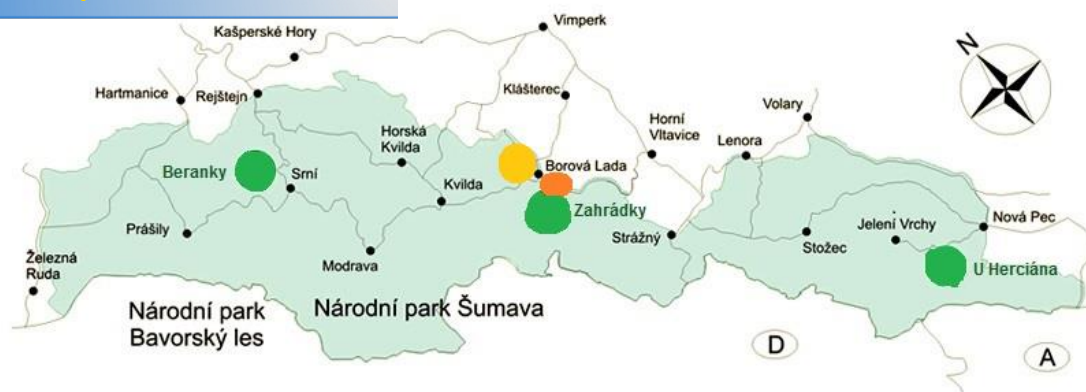 Vimperk
Kašperské Hory
N
Hartmanice
Rejštejn
Klášterec
Volary
Horní
Vltavice
Horská
Kvilda
Lenora
Beranky
Srní
Borová Lada
Kvilda
Zahrádky
Prášily
Strážný
Stožec
Jelení Vrchy
Nová Pec
Železná
Ruda
Modrava
U Herciána
Národní park
Bavorský les
Národní park Šumava
D
A